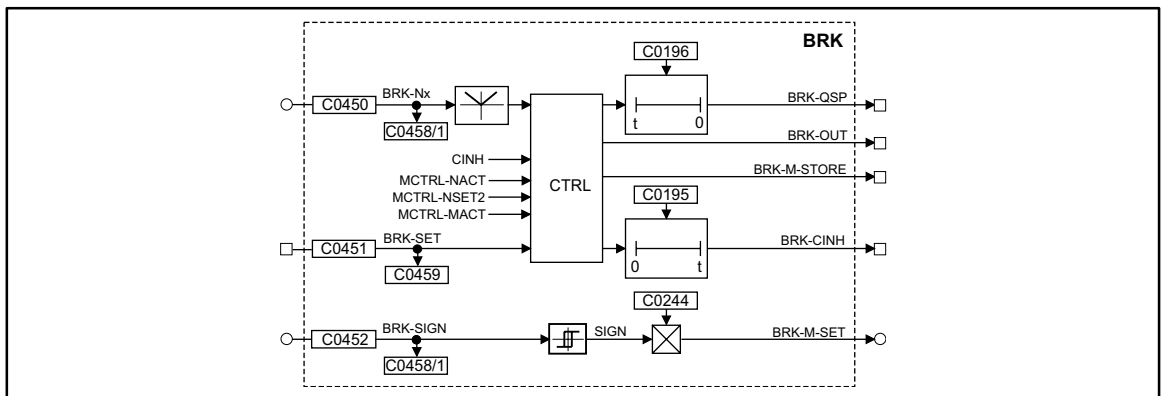 BRK
C0196
BRK-Nx
C0450
C0458/1
t 0
BRK-QSP
BRK-OUT
CINH
MCTRL-NACT
MCTRL-NSET2
MCTRL-MACT
CTRL
BRK-M-STORE
C0195
BRK-SET
C0451
C0459
0 t
BRK-CINH
C0244
BRK-SIGN
C0452
C0458/1
SIGN
BRK-M-SET